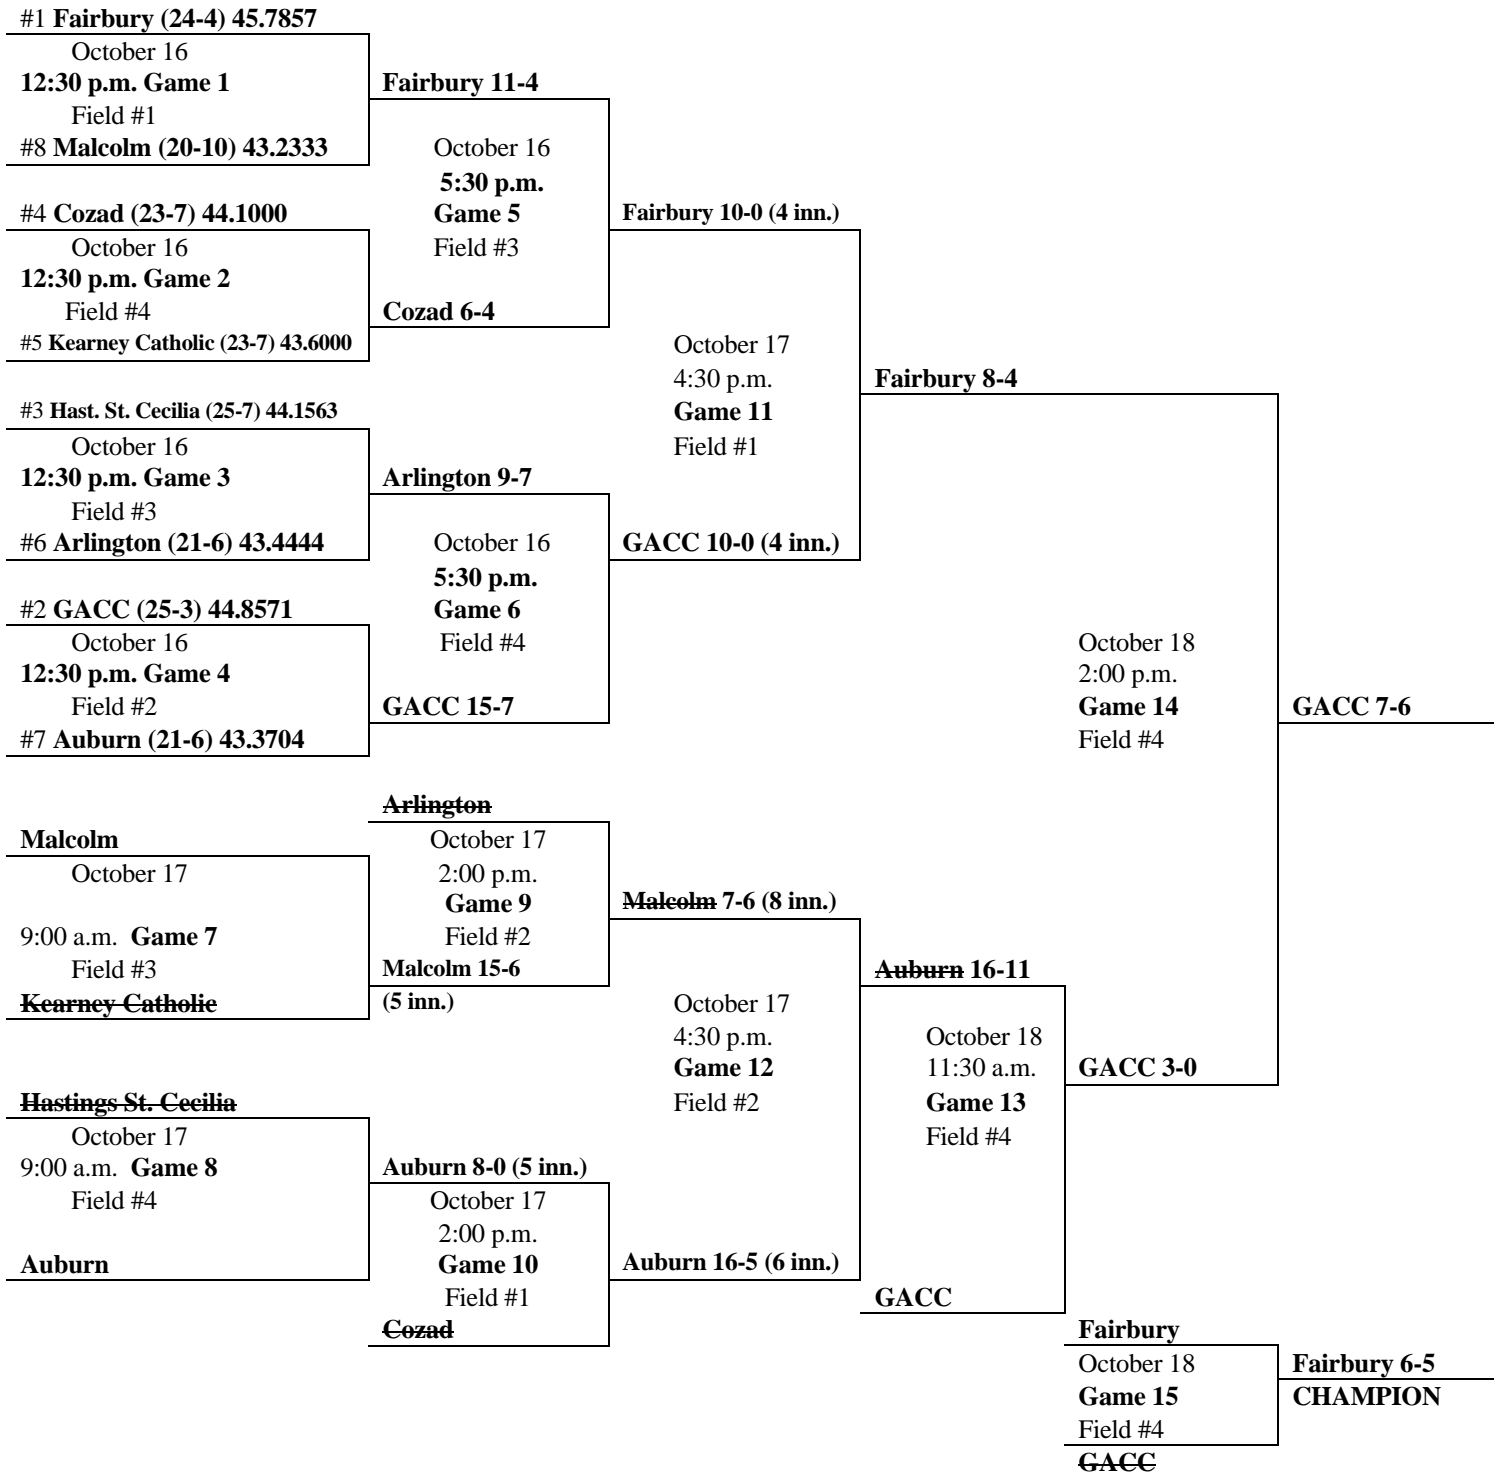 #1 Fairbury (24-4) 45.7857
October 16
12:30 p.m. Game 1
Field #1
#8 Malcolm (20-10) 43.2333
Fairbury 11-4
October 16
5:30 p.m.
Game 5
Field #3
#4 Cozad (23-7) 44.1000
October 16
12:30 p.m. Game 2
Field #4
#5 Kearney Catholic (23-7) 43.6000
Cozad 6-4
Fairbury 10-0 (4 inn.)
October 17
4:30 p.m.
Game 11
Field #1
Fairbury 8-4
#3 Hast. St. Cecilia (25-7) 44.1563
October 16
12:30 p.m. Game 3
Field #3
#6 Arlington (21-6) 43.4444
Arlington 9-7
October 16
5:30 p.m.
Game 6
Field #4
GACC 10-0 (4 inn.)
#2 GACC (25-3) 44.8571
October 16
12:30 p.m. Game 4
Field #2
#7 Auburn (21-6) 43.3704
GACC 15-7
October 18
2:00 p.m.
Game 14
Field #4
GACC 7-6
Malcolm
October 17
9:00 a.m. Game 7
Field #3
Kearney Catholic
Arlington
October 17
2:00 p.m.
Game 9
Field #2
Malcolm 15-6
(5 inn.)
Malcolm 7-6 (8 inn.)
October 17
4:30 p.m.
Game 12
Field #2
Auburn 16-11
October 18
11:30 a.m.
Game 13
Field #4
GACC 3-0
Hastings St. Cecilia
October 17
9:00 a.m. Game 8
Field #4
Auburn
Auburn 8-0 (5 inn.)
October 17
2:00 p.m.
Game 10
Field #1
Cozad
Auburn 16-5 (6 inn.)
GACC
Fairbury
October 18
Game 15
Field #4
GACC
Fairbury 6-5
CHAMPION